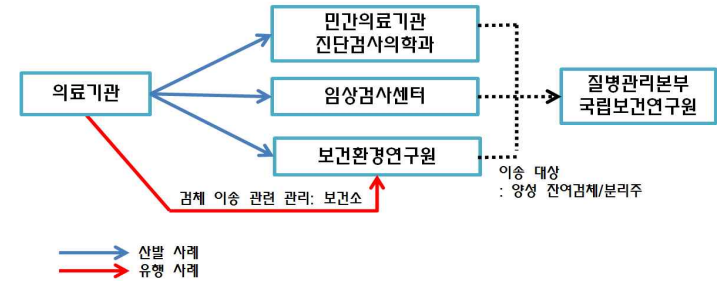 민간의료기관
진단검사의학과
의료기관
임상검사센터
질병관리본부
국립보건연구원
보건환경연구원
이송 대상
: 양성 잔여검체/분리주
검체 이송 관련 관리: 보건소
산발 사례
유행 사례